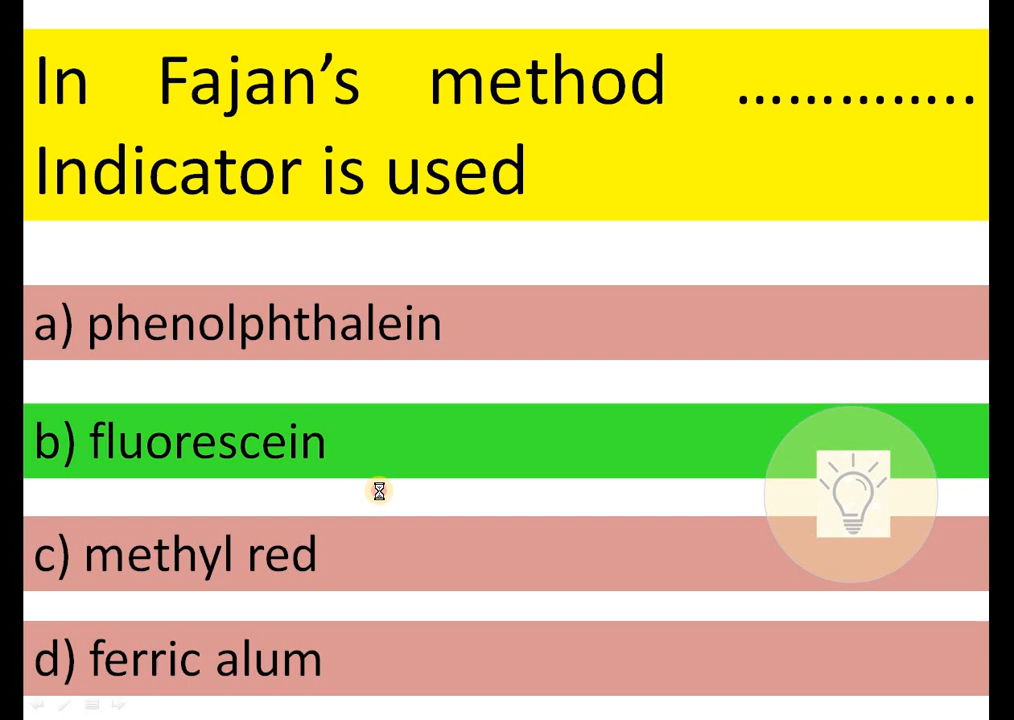 In Fajan’s method …………..
Indicator is used
a) phenolphthalein
b) fluorescein
c) methyl red
d) ferric alum